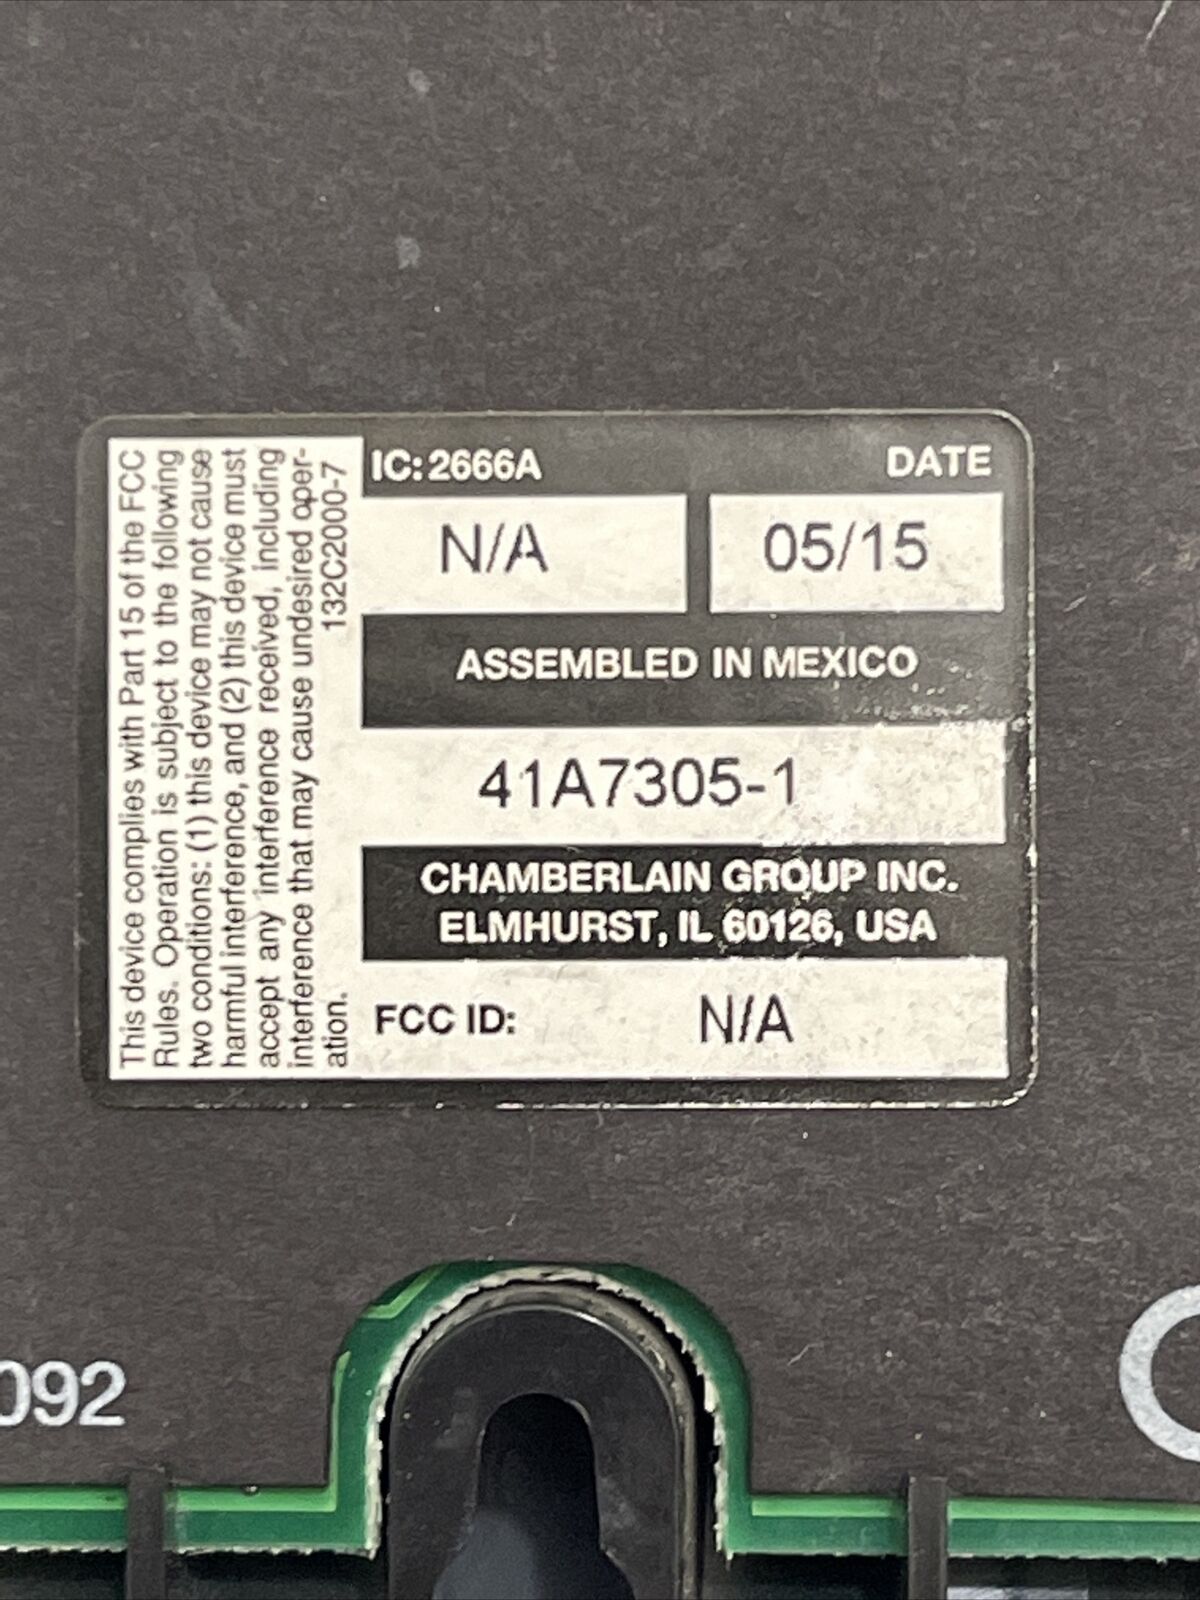 This device complies with Part 15 of the FCC
Rules. Operation is subject to the following
two conditions: (1) this device may not cause
harmful interference, and (2) this device must
accept any interference received, including
interference that may cause undesired oper-
ation.
132C2000-7
IC: 2666A
DATE
N/A
05/15
ASSEMBLED IN MEXICO
41A7305-1
CHAMBERLAIN GROUP INC.
ELMHURST, IL 60126, USA
FCC ID: N/A
092